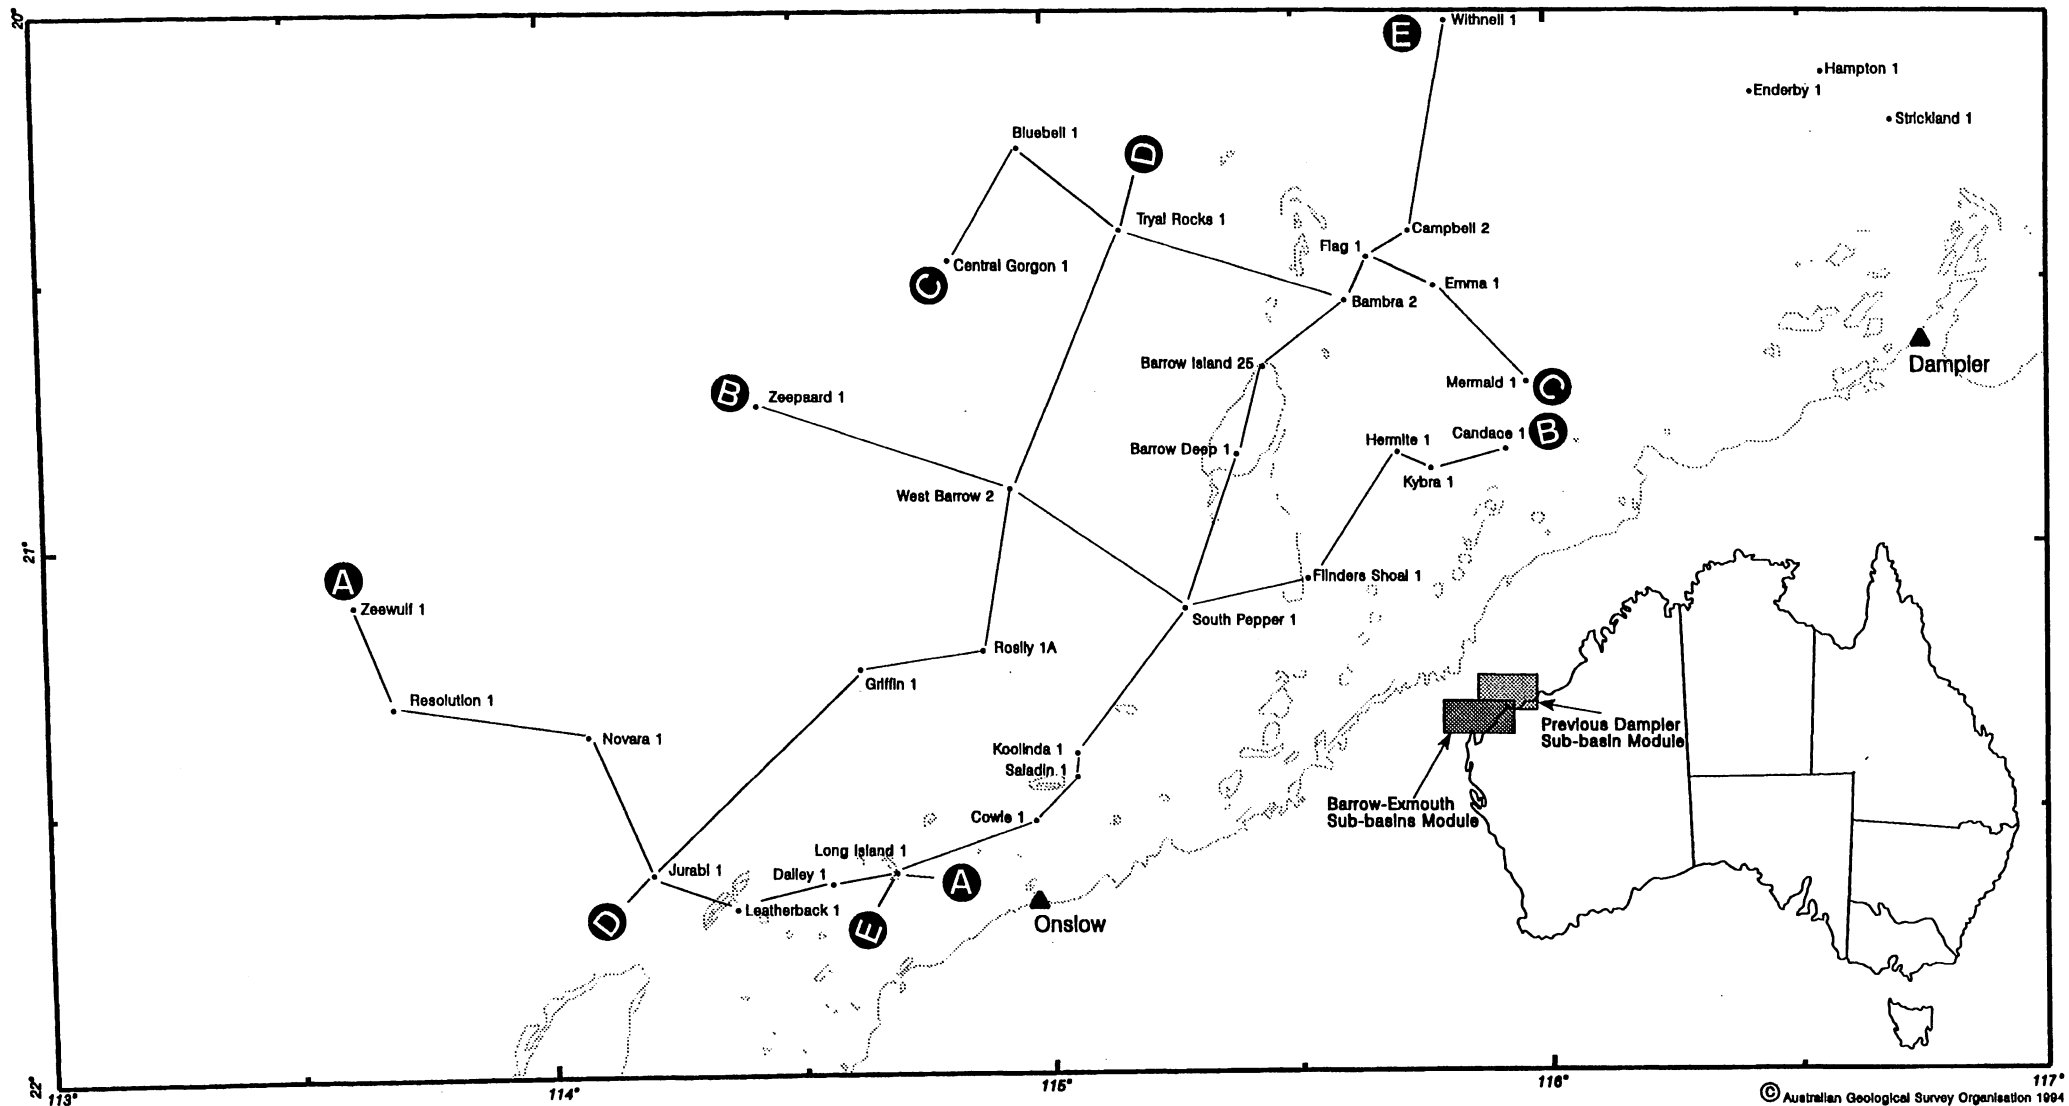 20°
E
Withnell 1
Hampton 1
Enderby 1
Strickland 1
Bluebell 1
D
Tryal Rocks 1
Campbell 2
Flag 1
Central Gorgon 1
C
Emma 1
Bambra 2
Barrow Island 25
Dampier
Mermaid 1
C
B
Zeepaard 1
Candace 1
B
Hermite 1
Barrow Deep 1
Kybra 1
West Barrow 2
21°
A
Zeewulf 1
Flinders Shoal 1
South Pepper 1
Rosily 1A
Griffin 1
Resolution 1
Novara 1
Previous Dampier
Sub-basin Module
Koolinda 1
Saladin 1
Barrow-Exmouth
Sub-basins Module
Cowle 1
Long Island 1
Jurabi 1
Dailey 1
A
Leatherback 1
D
E
Onslow
22°
113°
114°
115°
116°
117°
© Australian Geological Survey Organisation 1994